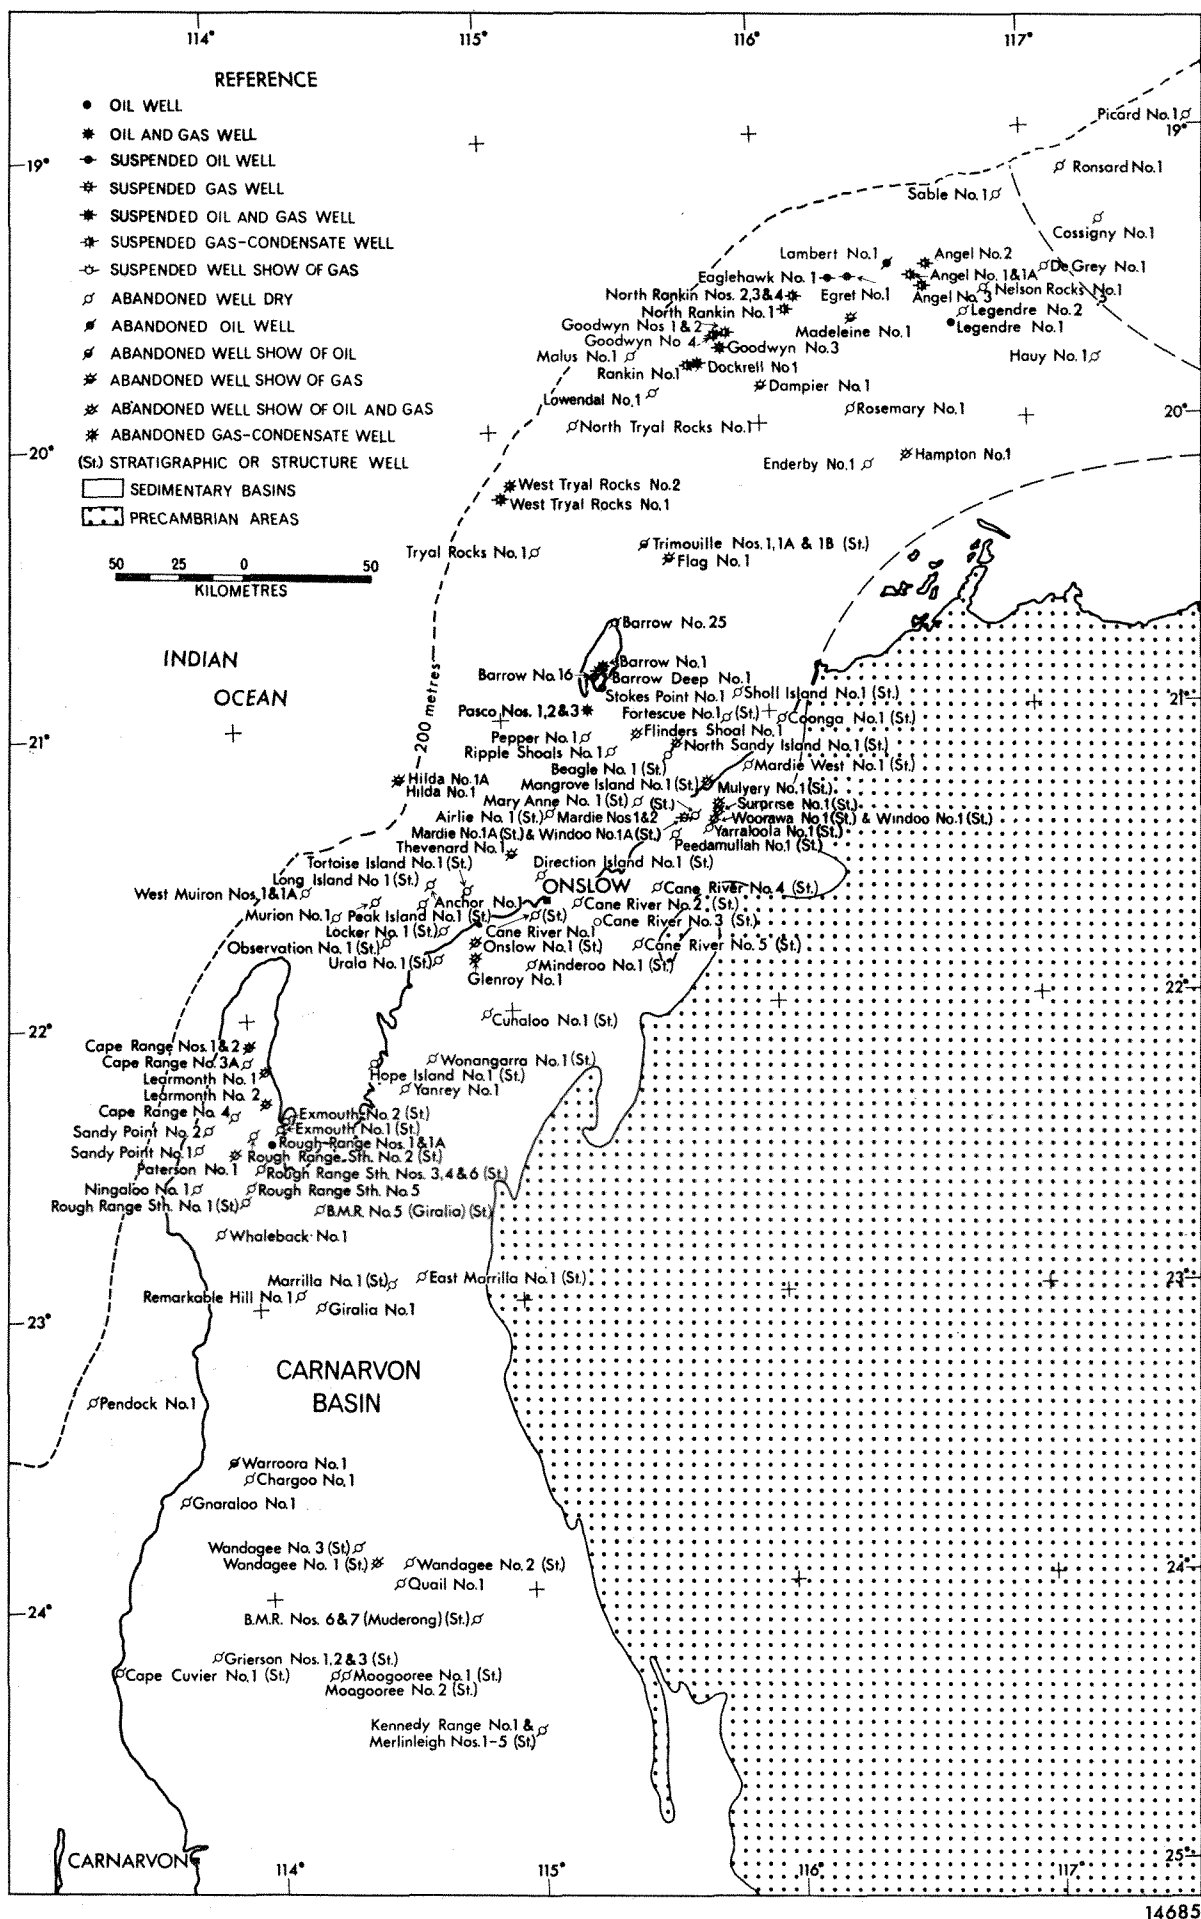 114° 115° 116° 117°
REFERENCE
OIL WELL
OIL AND GAS WELL
SUSPENDED OIL WELL
SUSPENDED GAS WELL
SUSPENDED OIL AND GAS WELL
SUSPENDED GAS-CONDENSATE WELL
SUSPENDED WELL SHOW OF GAS
ABANDONED WELL DRY
ABANDONED OIL WELL
ABANDONED WELL SHOW OF OIL
ABANDONED WELL SHOW OF GAS
ABANDONED WELL SHOW OF OIL AND GAS
ABANDONED GAS-CONDENSATE WELL
(St.) STRATIGRAPHIC OR STRUCTURE WELL
SEDIMENTARY BASINS
PRECAMBRIAN AREAS
50 25 0 50
KILOMETRES
Picard No.1
19°
19°
Ronsard No.1
Sable No.1
Cossigny No.1
Lambert No.1
Angel No.2
De Grey No.1
Eaglehawk No.1
Angel No.1&1A
Egret No.1
Nelson Rocks No.1
North Rankin Nos. 2,3&4
Angel No.3
North Rankin No.1
Legendre No.2
Goodwyn Nos 1&2
Madeleine No.1
Legendre No.1
Goodwyn No 4
Goodwyn No.3
Malus No.1
Hauy No.1
Rankin No.1
Dockrell No1
Dampier No.1
Lowendal No.1
Rosemary No.1
20°
North Tryal Rocks No.1
20°
Hampton No.1
Enderby No.1
West Tryal Rocks No.2
West Tryal Rocks No.1
Tryal Rocks No.1
Trimouille Nos.1,1A & 1B (St.)
Flag No.1
Barrow No.25
INDIAN
OCEAN
200 metres
Barrow No.1
Barrow No.16
Barrow Deep No.1
Stokes Point No.1
Sholl Island No.1 (St.)
21°
Pasco Nos. 1,2&3
Fortescue No.1 (St.)
Coonga No.1 (St.)
Flinders Shoal No.1
21°
Pepper No.1
North Sandy Island No.1 (St.)
Ripple Shoals No.1
Beagle No.1 (St.)
Mardie West No.1 (St.)
Hilda No.1A
Hilda No.1
Mangrove Island No.1 (St.)
Mulyery No.1 (St.)
Mary Anne No.1 (St.)
(St.)
Surprise No.1 (St.)
Airlie No.1 (St.)
Mardie Nos1&2
Woorawa No.1 (St.) & Windoo No.1 (St.)
Mardie No.1A (St.) & Windoo No.1A (St.)
Yarraloola No.1 (St.)
Peedamullah No.1 (St.)
Thevenard No.1
Tortoise Island No.1 (St.)
Direction Island No.1 (St.)
Long Island No 1 (St.)
ONSLOW
Cane River No.4 (St.)
West Muiron Nos.1&1A
Anchor No.1
Cane River No.2 (St.)
Murion No.1
Peak Island No.1 (St.)
(St.)
Cane River No.3 (St.)
Locker No.1 (St.)
Cane River No.1
Observation No.1 (St.)
Onslow No.1 (St.)
Cane River No.5 (St.)
Urala No.1 (St.)
Minderoo No.1 (St.)
Glenroy No.1
22°
Cunaloo No.1 (St.)
22°
Cape Range Nos.1&2
Cape Range No.3A
Wonangarra No.1 (St.)
Learmonth No.1
Hope Island No.1 (St.)
Learmonth No.2
Yanrey No.1
Cape Range No.4
Exmouth No.2 (St.)
Sandy Point No.2
Exmouth No.1 (St.)
Rough Range Nos.1&1A
Sandy Point No.1
Rough Range Sth. No.2 (St.)
Paterson No.1
Rough Range Sth. Nos. 3,4&6 (St.)
Ningaloo No.1
Rough Range Sth. No.5
Rough Range Sth. No.1 (St.)
B.M.R. No.5 (Giralia) (St.)
Whaleback No.1
Marrilla No.1 (St.)
East Marrilla No.1 (St.)
23°
Remarkable Hill No.1
Giralia No.1
23°
CARNARVON
BASIN
Pendock No.1
Warroora No.1
Chargoo No.1
Gnaraloo No.1
Wandagee No. 3 (St.)
Wandagee No. 1 (St.)
Wandagee No.2 (St.)
24°
Quail No.1
24°
B.M.R. Nos. 6&7 (Muderong) (St.)
Grierson Nos.1,2&3 (St.)
Cape Cuvier No.1 (St.)
Moogooree No.1 (St.)
Moogooree No.2 (St.)
Kennedy Range No.1 &
Merlinleigh Nos.1-5 (St.)
25°
CARNARVON
114° 115° 116° 117°
14685